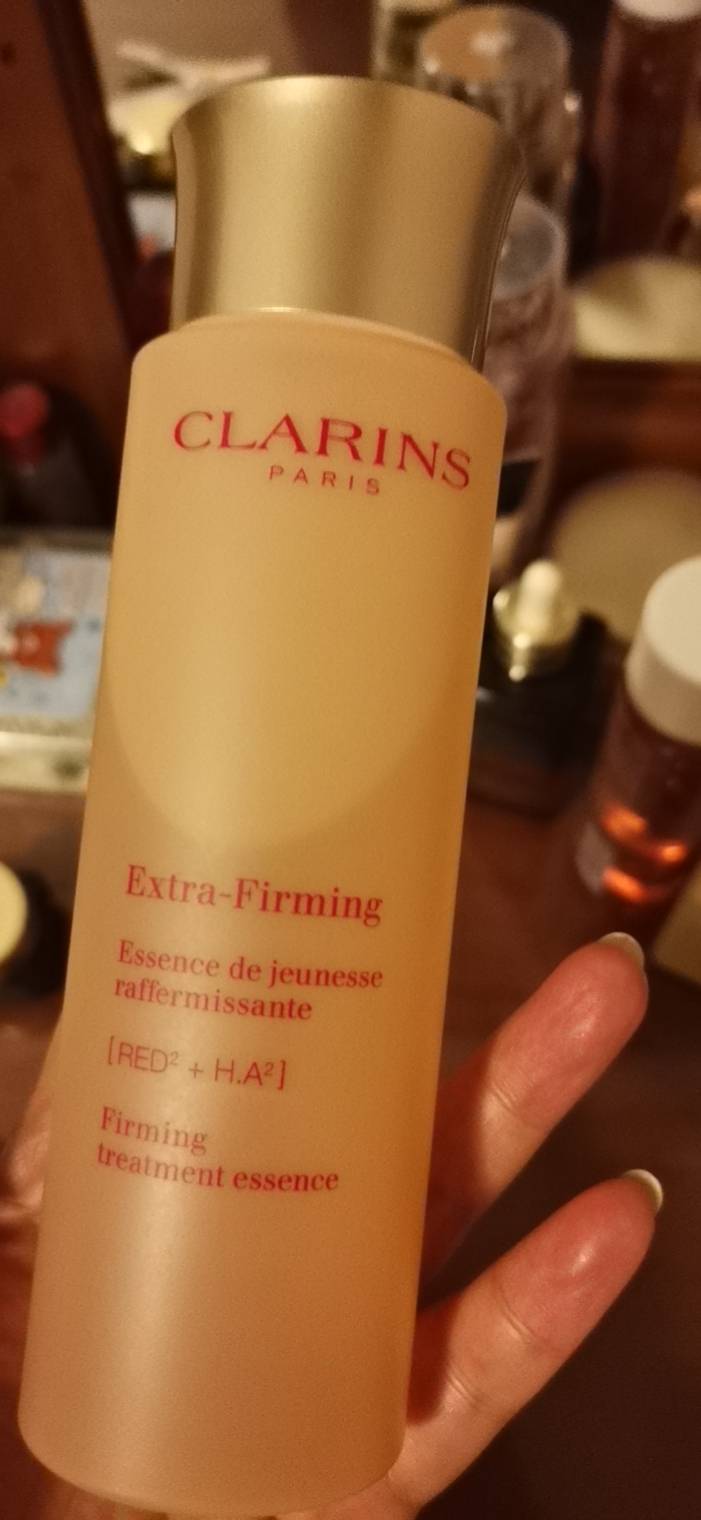 CLARINS
PARIS
Extra-Firming
Essence de jeunesse
raffermissante
[RED² + H.A²]
Firming
treatment essence